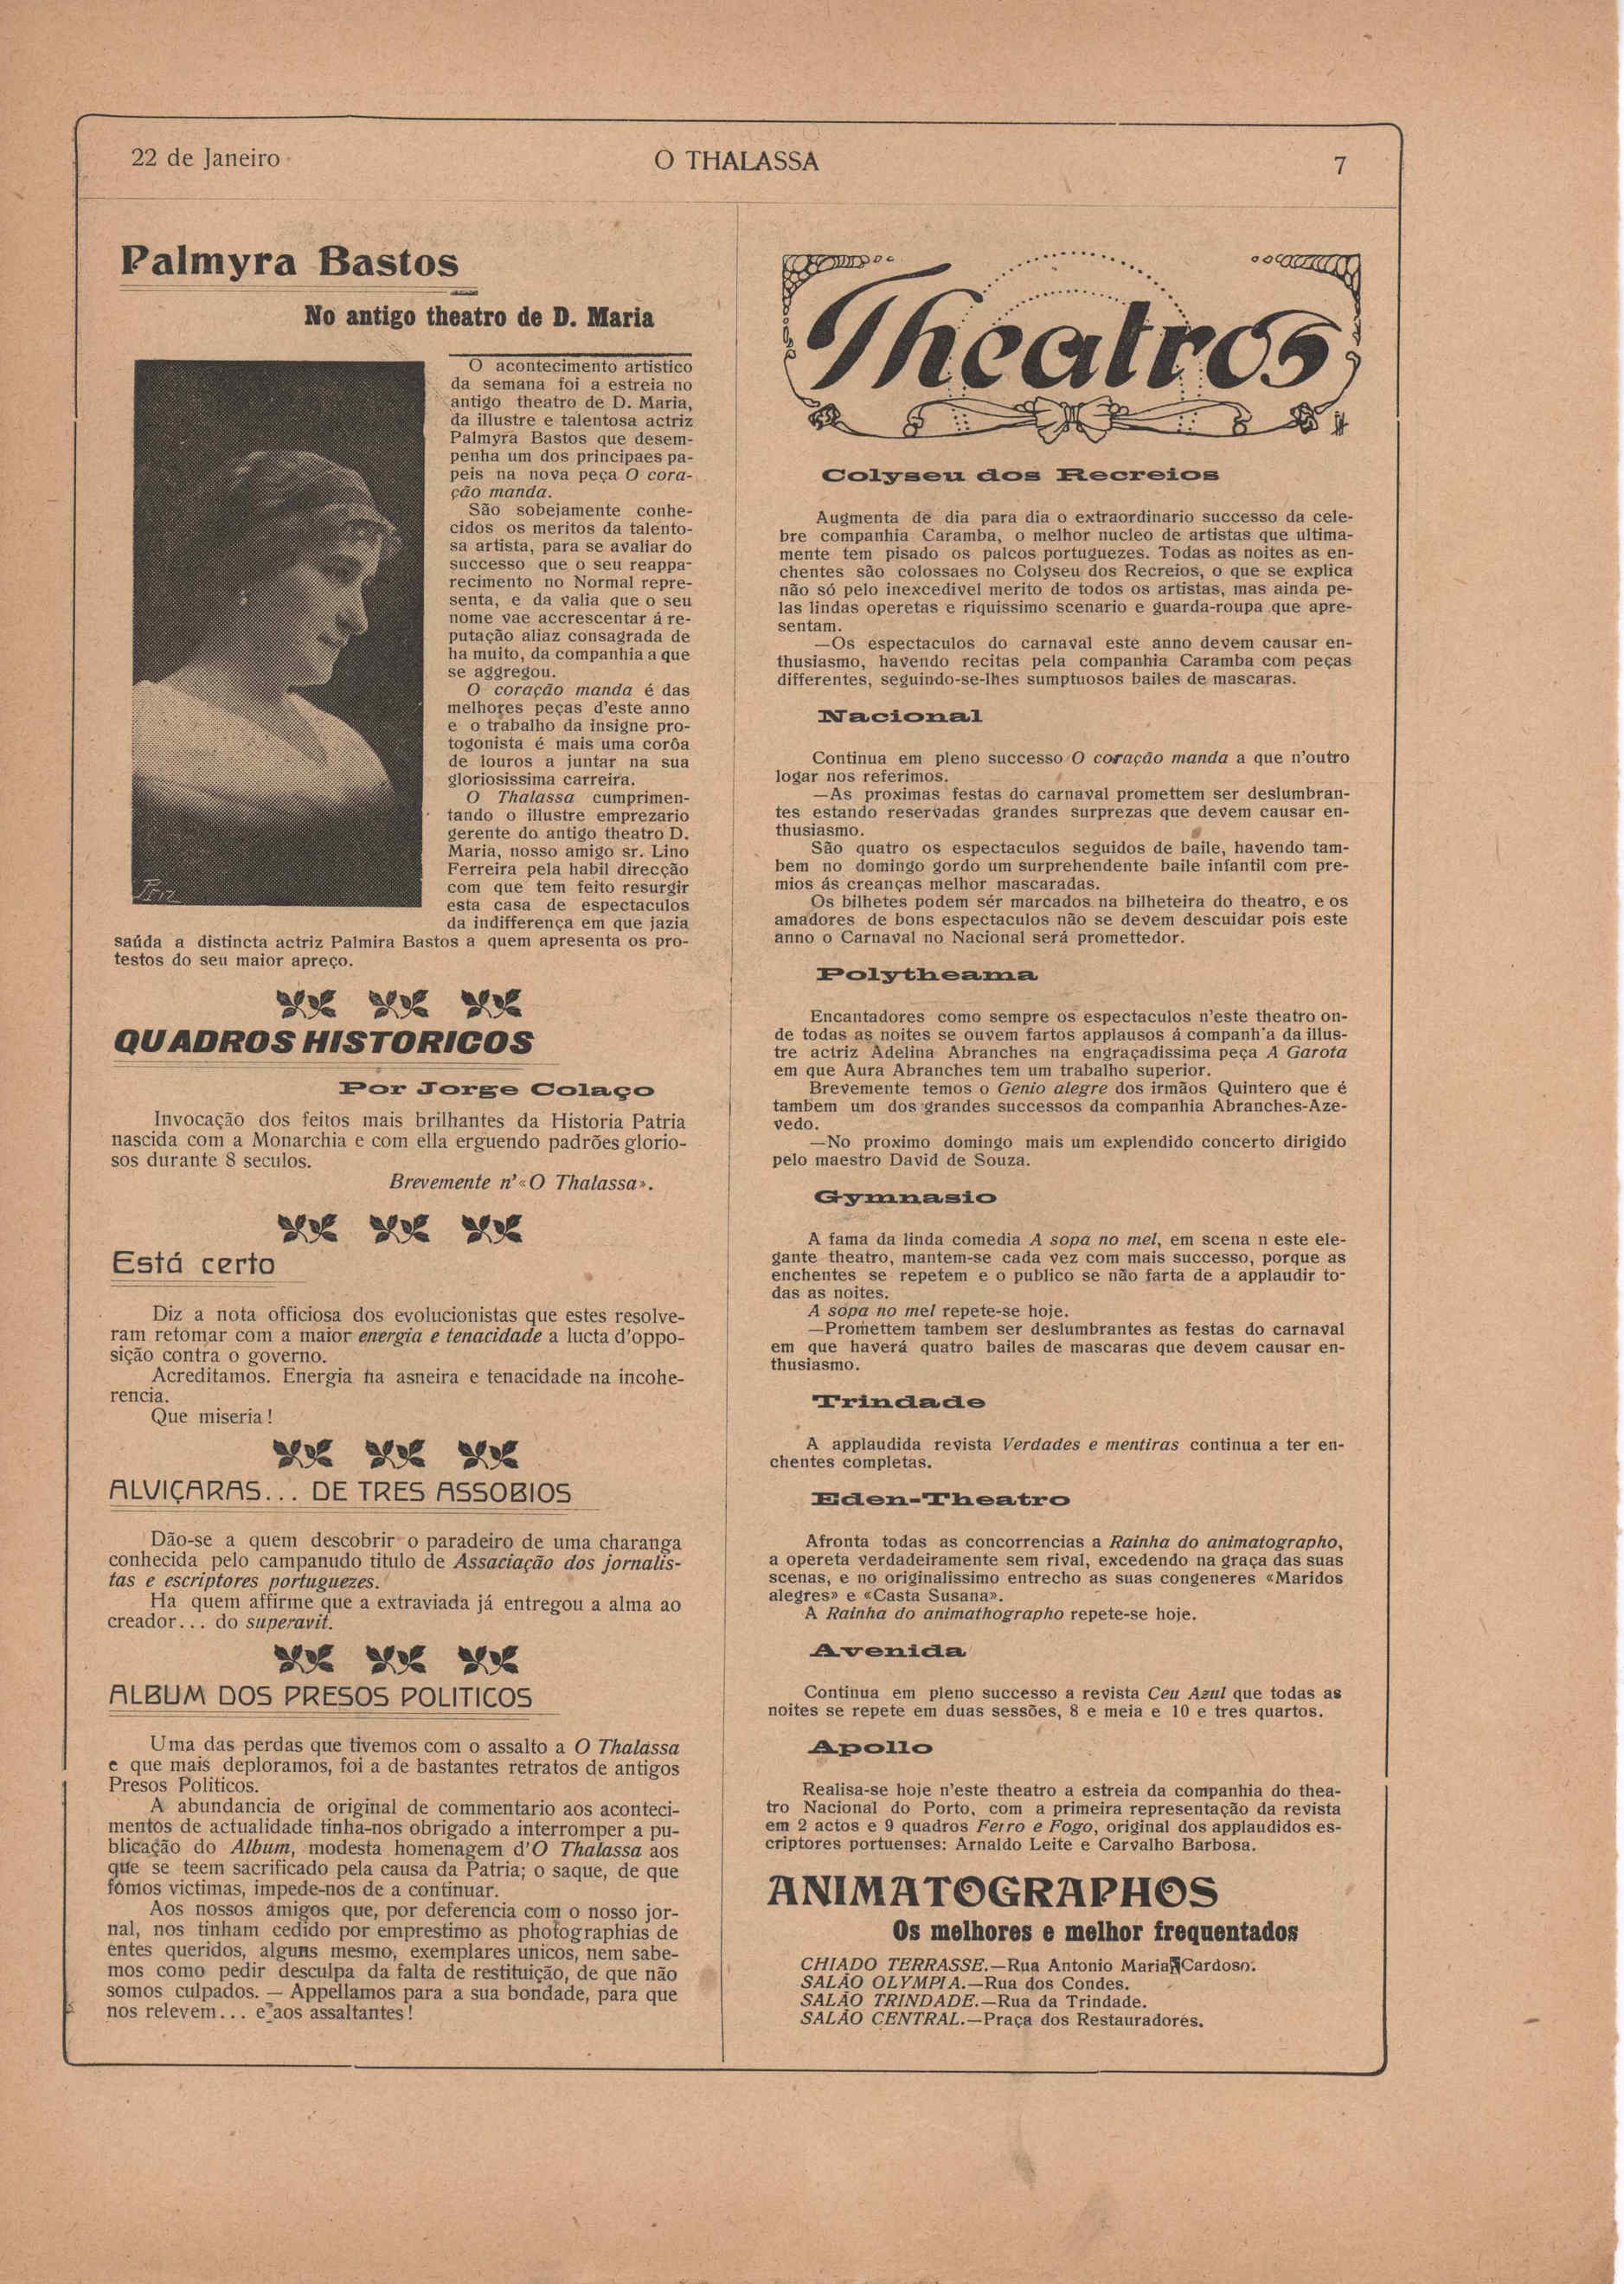 22 de Janeiro
O THALASSA
7
Palmyra Bastos
No antigo theatro de D. Maria
O acontecimento artistico
da semana foi a estreia no
antigo theatro de D. Maria,
da illustre e talentosa actriz
Palmyra Bastos que desem-
penha um dos principaes pa-
peis na nova peça O cora-
ção manda.
São sobejamente conhe-
cidos os meritos da talento-
sa artista, para se avaliar do
successo que o seu reappa-
recimento no Normal repre-
senta, e da valia que o seu
nome vae accrescentar á re-
putação aliaz consagrada de
ha muito, da companhia a que
se aggregou.
O coração manda é das
melhores peças d'este anno
e o trabalho da insigne pro-
togonista é mais uma corôa
de louros a juntar na sua
gloriosissima carreira.
O Thalassa cumprimen-
tando o illustre emprezario
gerente do antigo theatro D.
Maria, nosso amigo sr. Lino
Ferreira pela habil direcção
com que tem feito resurgir
esta casa de espectaculos
da indifferença em que jazia
saúda a distincta actriz Palmira Bastos a quem apresenta os pro-
testos do seu maior apreço.
QUADROS HISTORICOS
Por Jorge Colaço
Invocação dos feitos mais brilhantes da Historia Patria
nascida com a Monarchia e com ella erguendo padrões glorio-
sos durante 8 seculos.
Brevemente n'«O Thalassa».
Está certo
Diz a nota officiosa dos evolucionistas que estes resolve-
ram retomar com a maior energia e tenacidade a lucta d'oppo-
sição contra o governo.
Acreditamos. Energia na asneira e tenacidade na incohe-
rencia.
Que miseria!
ALVIÇARAS... DE TRES ASSOBIOS
Dão-se a quem descobrir o paradeiro de uma charanga
conhecida pelo campanudo titulo de Assaciação dos jornalis-
tas e escriptores portuguezes.
Ha quem affirme que a extraviada já entregou a alma ao
creador... do superavit.
ALBUM DOS PRESOS POLITICOS
Uma das perdas que tivemos com o assalto a O Thalassa
e que mais deploramos, foi a de bastantes retratos de antigos
Presos Politicos.
A abundancia de original de commentario aos aconteci-
mentos de actualidade tinha-nos obrigado a interromper a pu-
blicação do Album, modesta homenagem d'O Thalassa aos
que se teem sacrificado pela causa da Patria; o saque, de que
fômos victimas, impede-nos de a continuar.
Aos nossos amigos que, por deferencia com o nosso jor-
nal, nos tinham cedido por emprestimo as photographias de
entes queridos, alguns mesmo, exemplares unicos, nem sabe-
mos como pedir desculpa da falta de restituição, de que não
somos culpados. — Appellamos para a sua bondade, para que
nos relevem... e aos assaltantes!
Theatros
Colyseu dos Recreios
Augmenta de dia para dia o extraordinario successo da cele-
bre companhia Caramba, o melhor nucleo de artistas que ultima-
mente tem pisado os palcos portuguezes. Todas as noites as en-
chentes são colossaes no Colyseu dos Recreios, o que se explica
não só pelo inexcedivel merito de todos os artistas, mas ainda pe-
las lindas operetas e riquissimo scenario e guarda-roupa que apre-
sentam.
—Os espectaculos do carnaval este anno devem causar en-
thusiasmo, havendo recitas pela companhia Caramba com peças
differentes, seguindo-se-lhes sumptuosos bailes de mascaras.
Nacional
Continua em pleno successo O coração manda a que n'outro
logar nos referimos.
—As proximas festas do carnaval promettem ser deslumbran-
tes estando reservadas grandes surprezas que devem causar en-
thusiasmo.
São quatro os espectaculos seguidos de baile, havendo tam-
bem no domingo gordo um surprehendente baile infantil com pre-
mios ás creanças melhor mascaradas.
Os bilhetes podem sér marcados na bilheteira do theatro, e os
amadores de bons espectaculos não se devem descuidar pois este
anno o Carnaval no Nacional será promettedor.
Polytheama
Encantadores como sempre os espectaculos n'este theatro on-
de todas as noites se ouvem fartos applausos á companh'a da illus-
tre actriz Adelina Abranches na engraçadissima peça A Garota
em que Aura Abranches tem um trabalho superior.
Brevemente temos o Genio alegre dos irmãos Quintero que é
tambem um dos grandes successos da companhia Abranches-Aze-
vedo.
—No proximo domingo mais um explendido concerto dirigido
pelo maestro David de Souza.
Gymnasio
A fama da linda comedia A sopa no mel, em scena n este ele-
gante theatro, mantem-se cada vez com mais successo, porque as
enchentes se repetem e o publico se não farta de a applaudir to-
das as noites.
A sopa no mel repete-se hoje.
—Promettem tambem ser deslumbrantes as festas do carnaval
em que haverá quatro bailes de mascaras que devem causar en-
thusiasmo.
Trindade
A applaudida revista Verdades e mentiras continua a ter en-
chentes completas.
Eden-Theatro
Afronta todas as concorrencias a Rainha do animatographo,
a opereta verdadeiramente sem rival, excedendo na graça das suas
scenas, e no originalissimo entrecho as suas congeneres «Maridos
alegres» e «Casta Susana».
A Rainha do animathographo repete-se hoje.
Avenida
Continua em pleno successo a revista Ceu Azul que todas as
noites se repete em duas sessões, 8 e meia e 10 e tres quartos.
Apollo
Realisa-se hoje n'este theatro a estreia da companhia do thea-
tro Nacional do Porto, com a primeira representação da revista
em 2 actos e 9 quadros Ferro e Fogo, original dos applaudidos es-
criptores portuenses: Arnaldo Leite e Carvalho Barbosa.
ANIMATOGRAPHOS
Os melhores e melhor frequentados
CHIADO TERRASSE.—Rua Antonio Maria Cardoso.
SALÃO OLYMPIA.—Rua dos Condes.
SALÃO TRINDADE.—Rua da Trindade.
SALÃO CENTRAL.—Praça dos Restauradores.